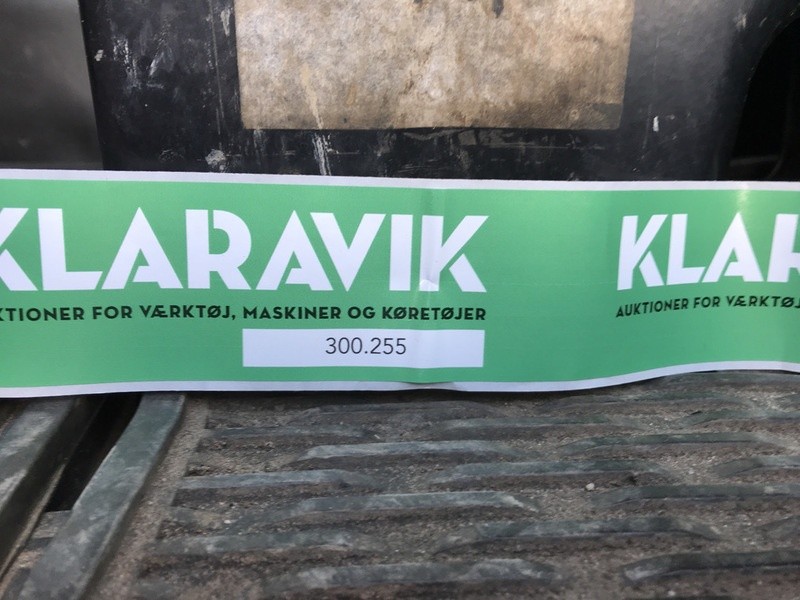 KLARAVIK
KTIONER FOR VÆRKTØJ, MASKINER OG KØRETØJER
300.255
KLAR
AUKTIONER FOR VÆRKTØJ